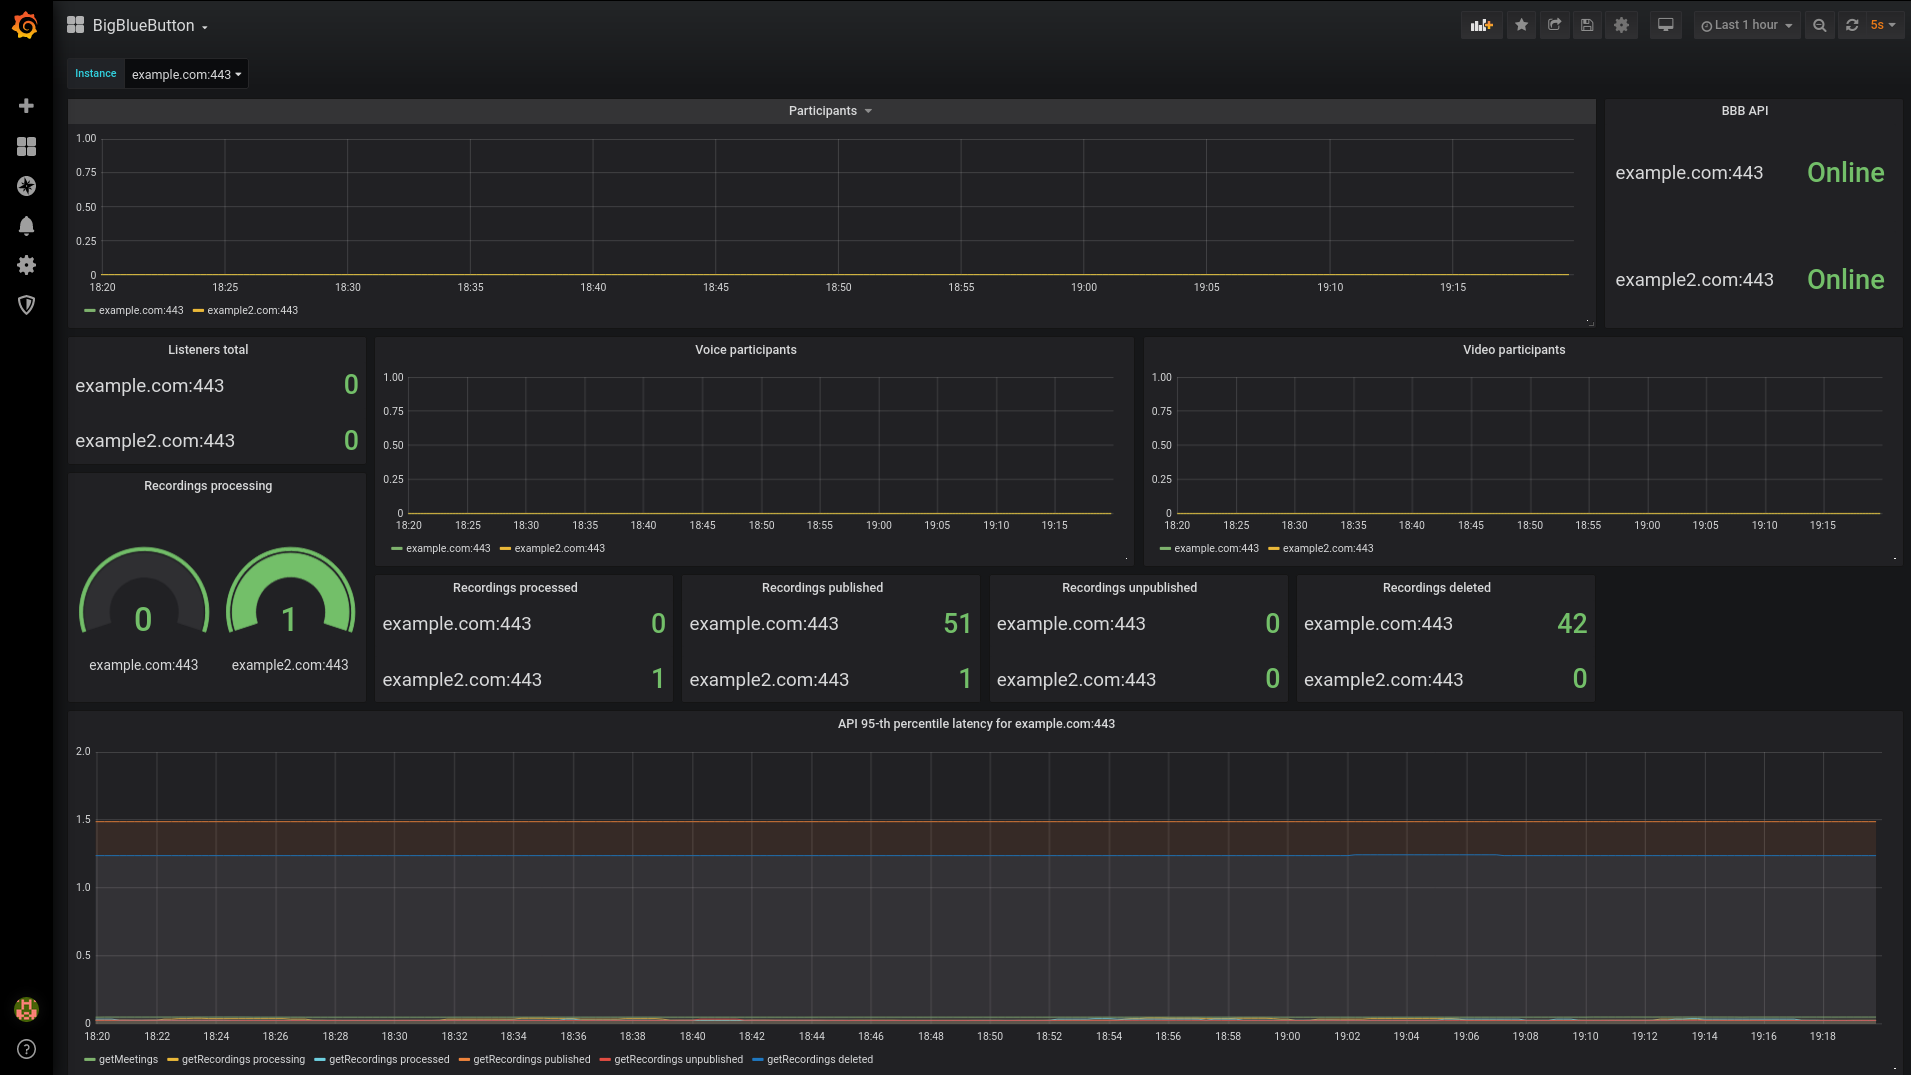 BigBlueButton
Last 1 hour
5s
Instance example.com:443
Participants
1.00
0.75
0.50
0.25
0
18:20 18:25 18:30 18:35 18:40 18:45 18:50 18:55 19:00 19:05 19:10 19:15
example.com:443 example2.com:443
BBB API
example.com:443 Online
example2.com:443 Online
Listeners total
example.com:443 0
example2.com:443 0
Voice participants
1.00
0.75
0.50
0.25
0
18:20 18:25 18:30 18:35 18:40 18:45 18:50 18:55 19:00 19:05 19:10 19:15
example.com:443 example2.com:443
Video participants
1.00
0.75
0.50
0.25
0
18:20 18:25 18:30 18:35 18:40 18:45 18:50 18:55 19:00 19:05 19:10 19:15
example.com:443 example2.com:443
Recordings processing
0 1
example.com:443 example2.com:443
Recordings processed
example.com:443 0
example2.com:443 1
Recordings published
example.com:443 51
example2.com:443 1
Recordings unpublished
example.com:443 0
example2.com:443 0
Recordings deleted
example.com:443 42
example2.com:443 0
API 95-th percentile latency for example.com:443
2.0
1.5
1.0
0.5
0
18:20 18:22 18:24 18:26 18:28 18:30 18:32 18:34 18:36 18:38 18:40 18:42 18:44 18:46 18:48 18:50 18:52 18:54 18:56 18:58 19:00 19:02 19:04 19:06 19:08 19:10 19:12 19:14 19:16 19:18
getMeetings getRecordings processing getRecordings processed getRecordings published getRecordings unpublished getRecordings deleted